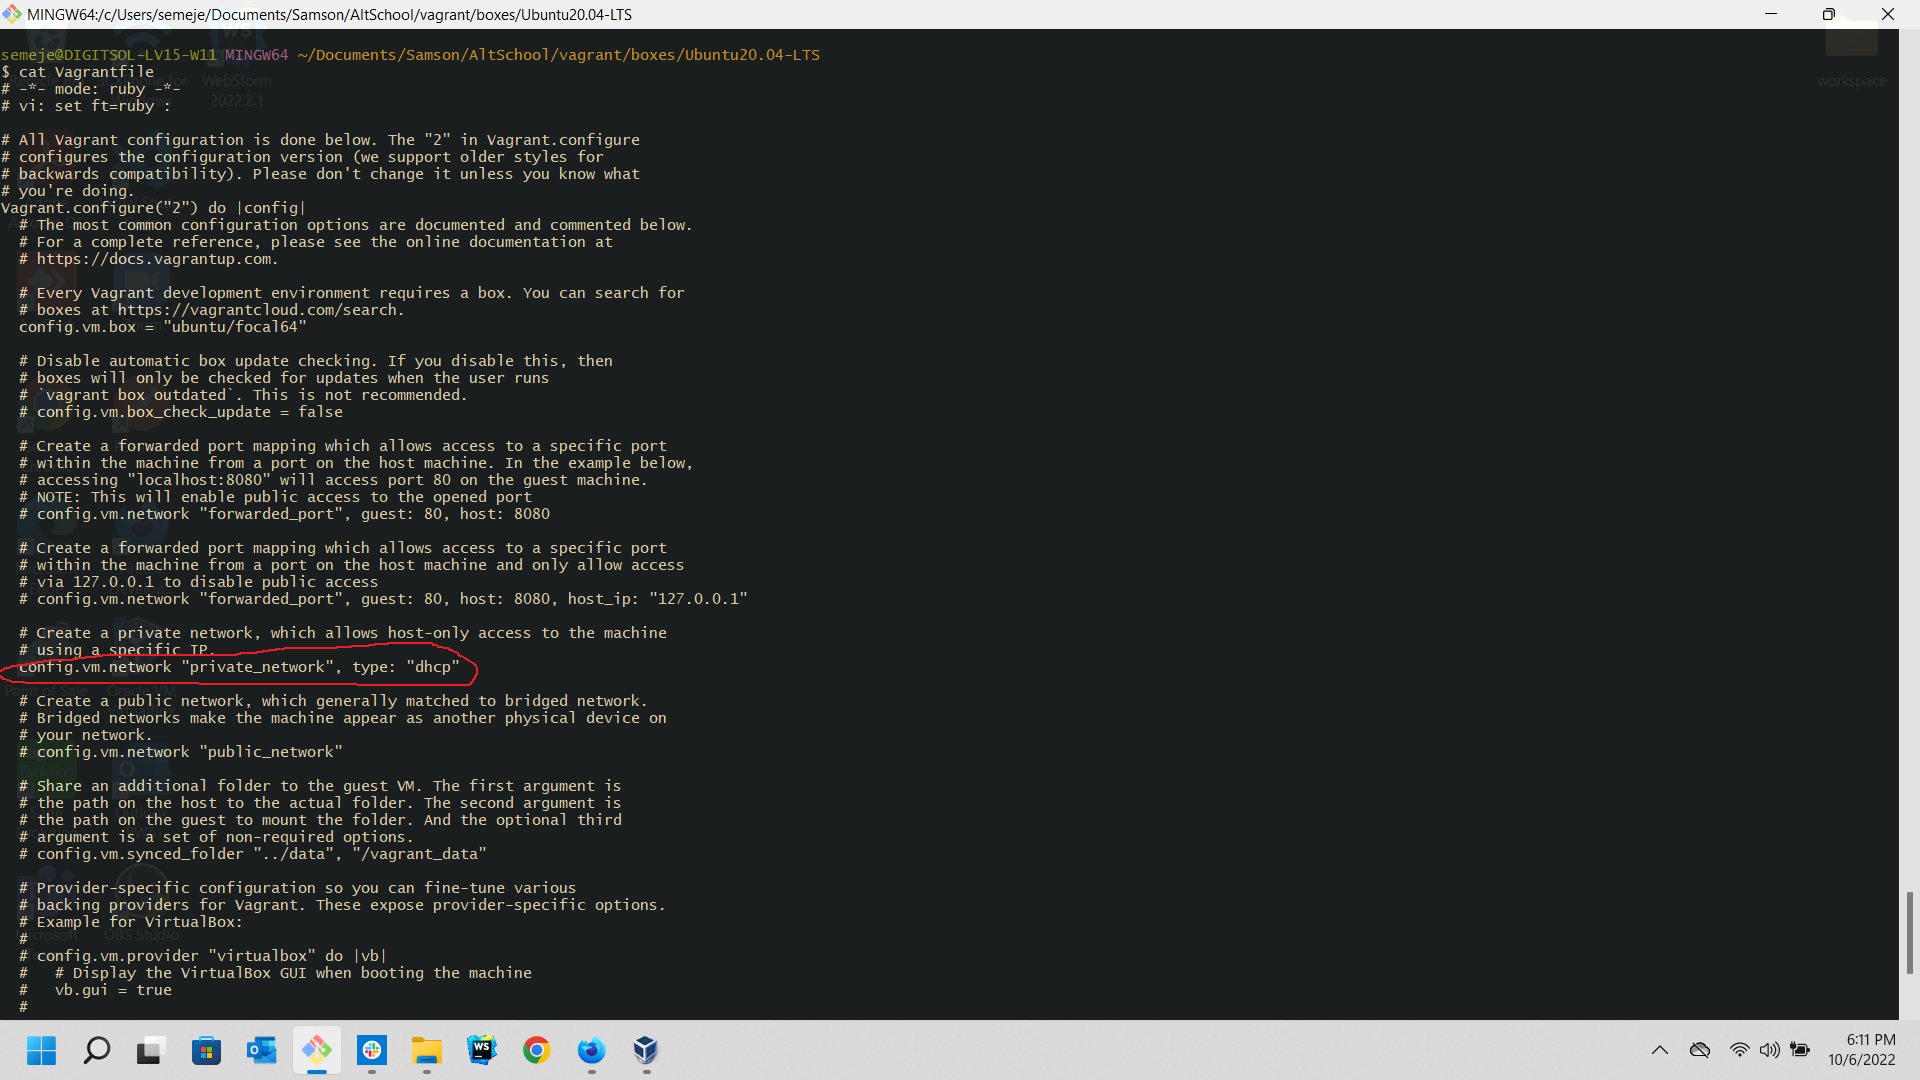 MINGW64:/c/Users/semeje/Documents/Samson/AltSchool/vagrant/boxes/Ubuntu20.04-LTS
semeje@DIGITSOL-LV15-W11 MINGW64 ~/Documents/Samson/AltSchool/vagrant/boxes/Ubuntu20.04-LTS
$ cat Vagrantfile
# -*- mode: ruby -*-
# vi: set ft=ruby :
# All Vagrant configuration is done below. The "2" in Vagrant.configure
# configures the configuration version (we support older styles for
# backwards compatibility). Please don't change it unless you know what
# you're doing.
Vagrant.configure("2") do |config|
# The most common configuration options are documented and commented below.
# For a complete reference, please see the online documentation at
# https://docs.vagrantup.com.
# Every Vagrant development environment requires a box. You can search for
# boxes at https://vagrantcloud.com/search.
config.vm.box = "ubuntu/focal64"
# Disable automatic box update checking. If you disable this, then
# boxes will only be checked for updates when the user runs
# `vagrant box outdated`. This is not recommended.
# config.vm.box_check_update = false
# Create a forwarded port mapping which allows access to a specific port
# within the machine from a port on the host machine. In the example below,
# accessing "localhost:8080" will access port 80 on the guest machine.
# NOTE: This will enable public access to the opened port
# config.vm.network "forwarded_port", guest: 80, host: 8080
# Create a forwarded port mapping which allows access to a specific port
# within the machine from a port on the host machine and only allow access
# via 127.0.0.1 to disable public access
# config.vm.network "forwarded_port", guest: 80, host: 8080, host_ip: "127.0.0.1"
# Create a private network, which allows host-only access to the machine
# using a specific IP.
config.vm.network "private_network", type: "dhcp"
# Create a public network, which generally matched to bridged network.
# Bridged networks make the machine appear as another physical device on
# your network.
# config.vm.network "public_network"
# Share an additional folder to the guest VM. The first argument is
# the path on the host to the actual folder. The second argument is
# the path on the guest to mount the folder. And the optional third
# argument is a set of non-required options.
# config.vm.synced_folder "../data", "/vagrant_data"
# Provider-specific configuration so you can fine-tune various
# backing providers for Vagrant. These expose provider-specific options.
# Example for VirtualBox:
#
# config.vm.provider "virtualbox" do |vb|
#   # Display the VirtualBox GUI when booting the machine
#   vb.gui = true
#
WebStorm
2022.2.1
workspace
Point of Sale
Oracle VM
Microsoft
OBS Studio
WS
6:11 PM
10/6/2022